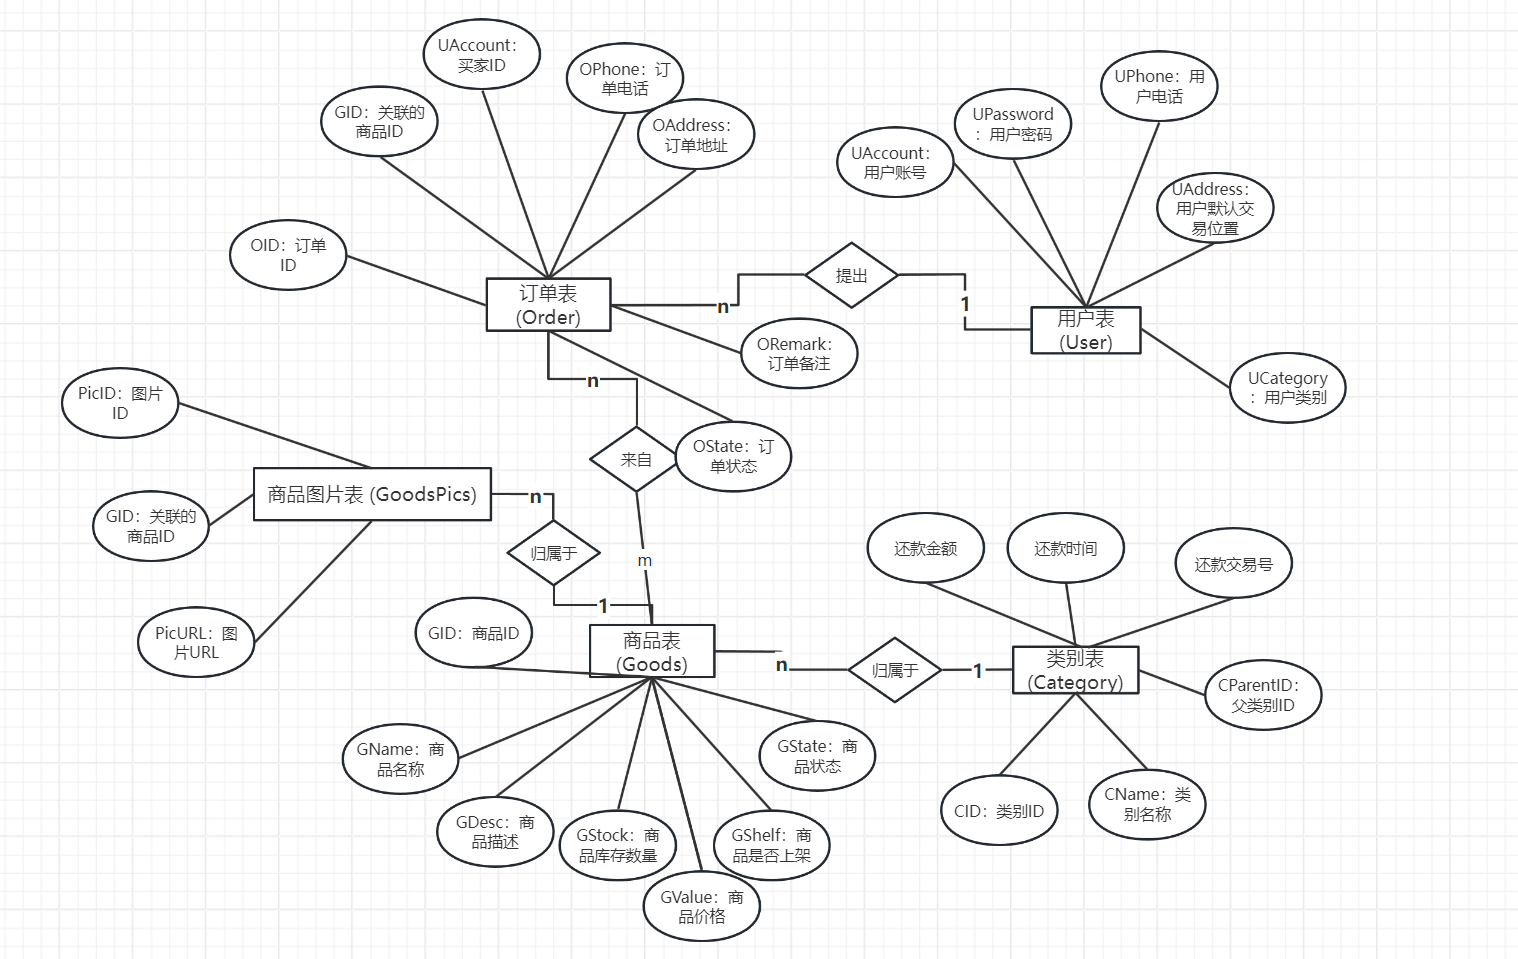 UAccount：
买家ID
OPhone：订
单电话
GID：关联的
商品ID
OAddress：
订单地址
OID：订单
ID
订单表
(Order)
n
提出
1
UAccount：
用户账号
UPassword
：用户密码
UPhone：用
户电话
UAddress：
用户默认交
易位置
用户表
(User)
UCategory
：用户类别
ORemark：
订单备注
OState：订
单状态
n
来自
m
PicID：图片
ID
商品图片表 (GoodsPics)
GID：关联的
商品ID
PicURL：图
片URL
n
归属于
1
GID：商品ID
商品表
(Goods)
GName：商
品名称
GDesc：商
品描述
GStock：商
品库存数量
GValue：商
品价格
GShelf：商
品是否上架
GState：商
品状态
n
归属于
1
还款金额
还款时间
还款交易号
类别表
(Category)
CParentID：
父类别ID
CID：类别ID
CName：类
别名称